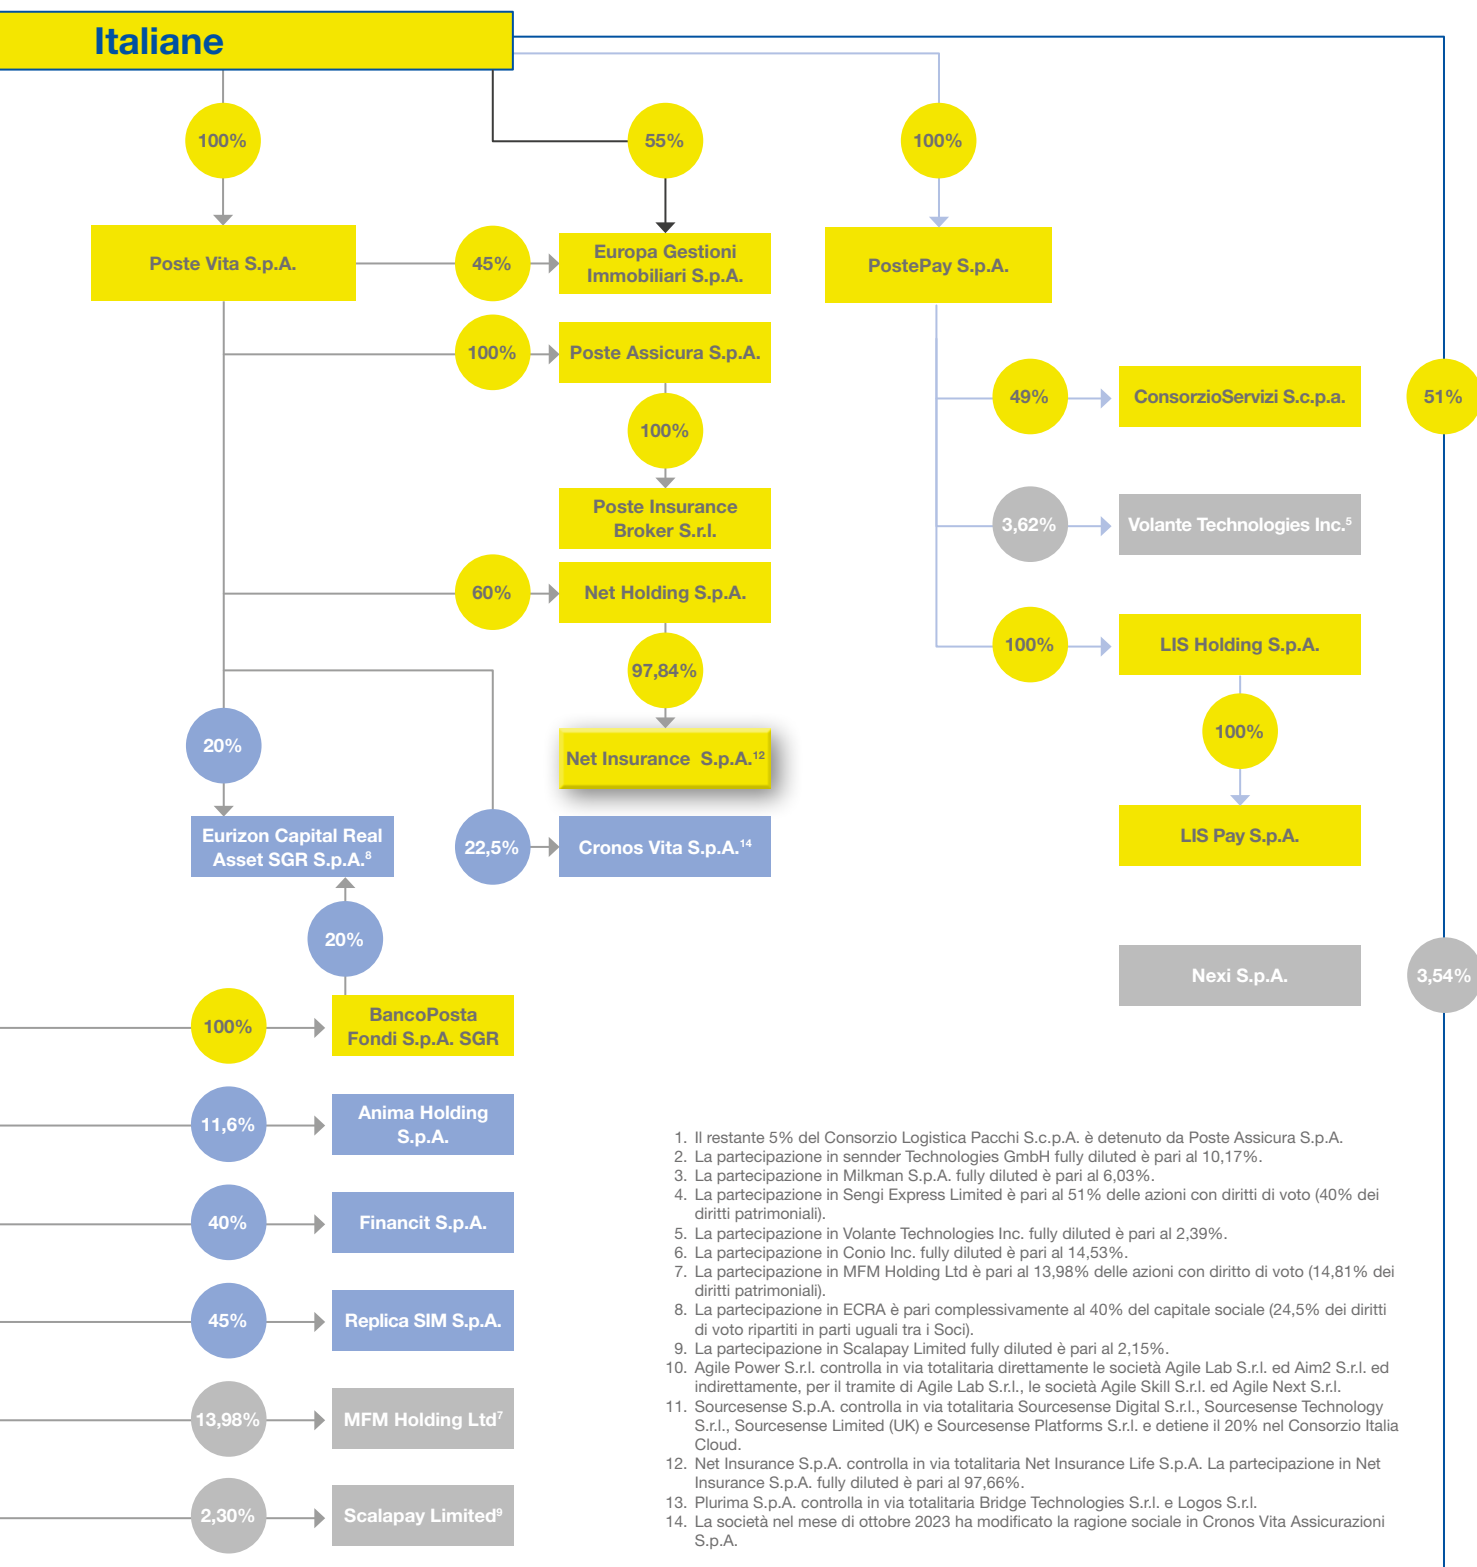 Italiane
100%
55%
100%
Poste Vita S.p.A.
45%
Europa Gestioni
Immobiliari S.p.A.
PostePay S.p.A.
100%
Poste Assicura S.p.A.
49%
ConsorzioServizi S.c.p.a.
51%
100%
Poste Insurance
Broker S.r.l.
3,62%
Volante Technologies Inc.⁵
60%
Net Holding S.p.A.
100%
LIS Holding S.p.A.
97,84%
20%
Net Insurance S.p.A.¹²
100%
Eurizon Capital Real
Asset SGR S.p.A.⁸
22,5%
Cronos Vita S.p.A.¹⁴
LIS Pay S.p.A.
20%
Nexi S.p.A.
3,54%
100%
BancoPosta
Fondi S.p.A. SGR
11,6%
Anima Holding
S.p.A.
40%
Financit S.p.A.
45%
Replica SIM S.p.A.
13,98%
MFM Holding Ltd⁷
2,30%
Scalapay Limited⁹
1. Il restante 5% del Consorzio Logistica Pacchi S.c.p.A. è detenuto da Poste Assicura S.p.A.
2. La partecipazione in sennder Technologies GmbH fully diluted è pari al 10,17%.
3. La partecipazione in Milkman S.p.A. fully diluted è pari al 6,03%.
4. La partecipazione in Sengi Express Limited è pari al 51% delle azioni con diritti di voto (40% dei
diritti patrimoniali).
5. La partecipazione in Volante Technologies Inc. fully diluted è pari al 2,39%.
6. La partecipazione in Conio Inc. fully diluted è pari al 14,53%.
7. La partecipazione in MFM Holding Ltd è pari al 13,98% delle azioni con diritto di voto (14,81% dei
diritti patrimoniali).
8. La partecipazione in ECRA è pari complessivamente al 40% del capitale sociale (24,5% dei diritti
di voto ripartiti in parti uguali tra i Soci).
9. La partecipazione in Scalapay Limited fully diluted è pari al 2,15%.
10. Agile Power S.r.l. controlla in via totalitaria direttamente le società Agile Lab S.r.l. ed Aim2 S.r.l. ed
indirettamente, per il tramite di Agile Lab S.r.l., le società Agile Skill S.r.l. ed Agile Next S.r.l.
11. Sourcesense S.p.A. controlla in via totalitaria Sourcesense Digital S.r.l., Sourcesense Technology
S.r.l., Sourcesense Limited (UK) e Sourcesense Platforms S.r.l. e detiene il 20% nel Consorzio Italia
Cloud.
12. Net Insurance S.p.A. controlla in via totalitaria Net Insurance Life S.p.A. La partecipazione in Net
Insurance S.p.A. fully diluted è pari al 97,66%.
13. Plurima S.p.A. controlla in via totalitaria Bridge Technologies S.r.l. e Logos S.r.l.
14. La società nel mese di ottobre 2023 ha modificato la ragione sociale in Cronos Vita Assicurazioni
S.p.A.